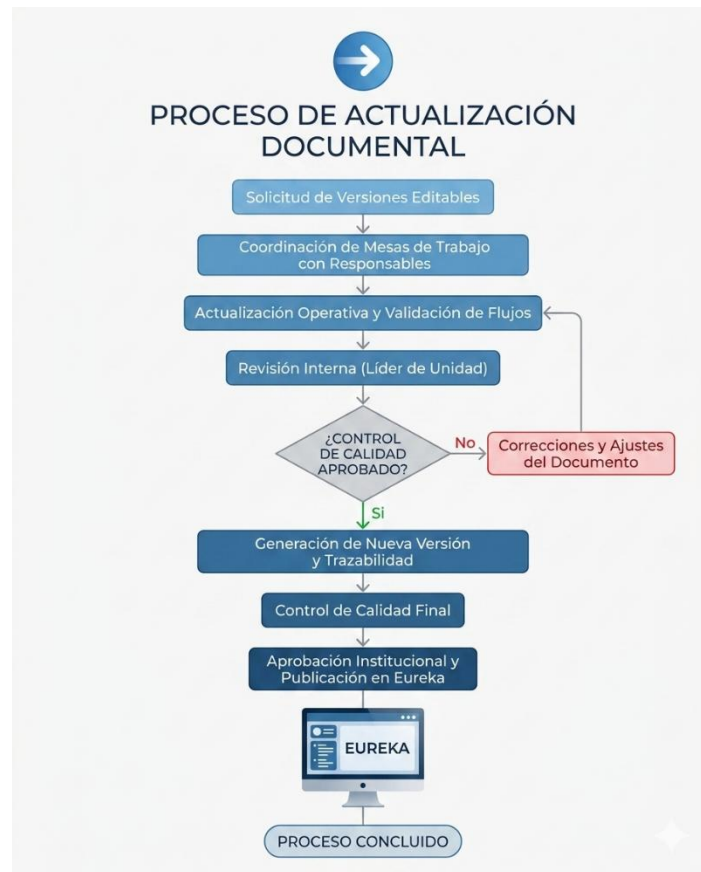 PROCESO DE ACTUALIZACIÓN
DOCUMENTAL
Solicitud de Versiones Editables
Coordinación de Mesas de Trabajo
con Responsables
Actualización Operativa y Validación de Flujos
Revisión Interna (Líder de Unidad)
¿CONTROL
DE CALIDAD
APROBADO?
No
Correcciones y Ajustes
del Documento
Si
Generación de Nueva Versión
y Trazabilidad
Control de Calidad Final
Aprobación Institucional y
Publicación en Eureka
EUREKA
PROCESO CONCLUIDO